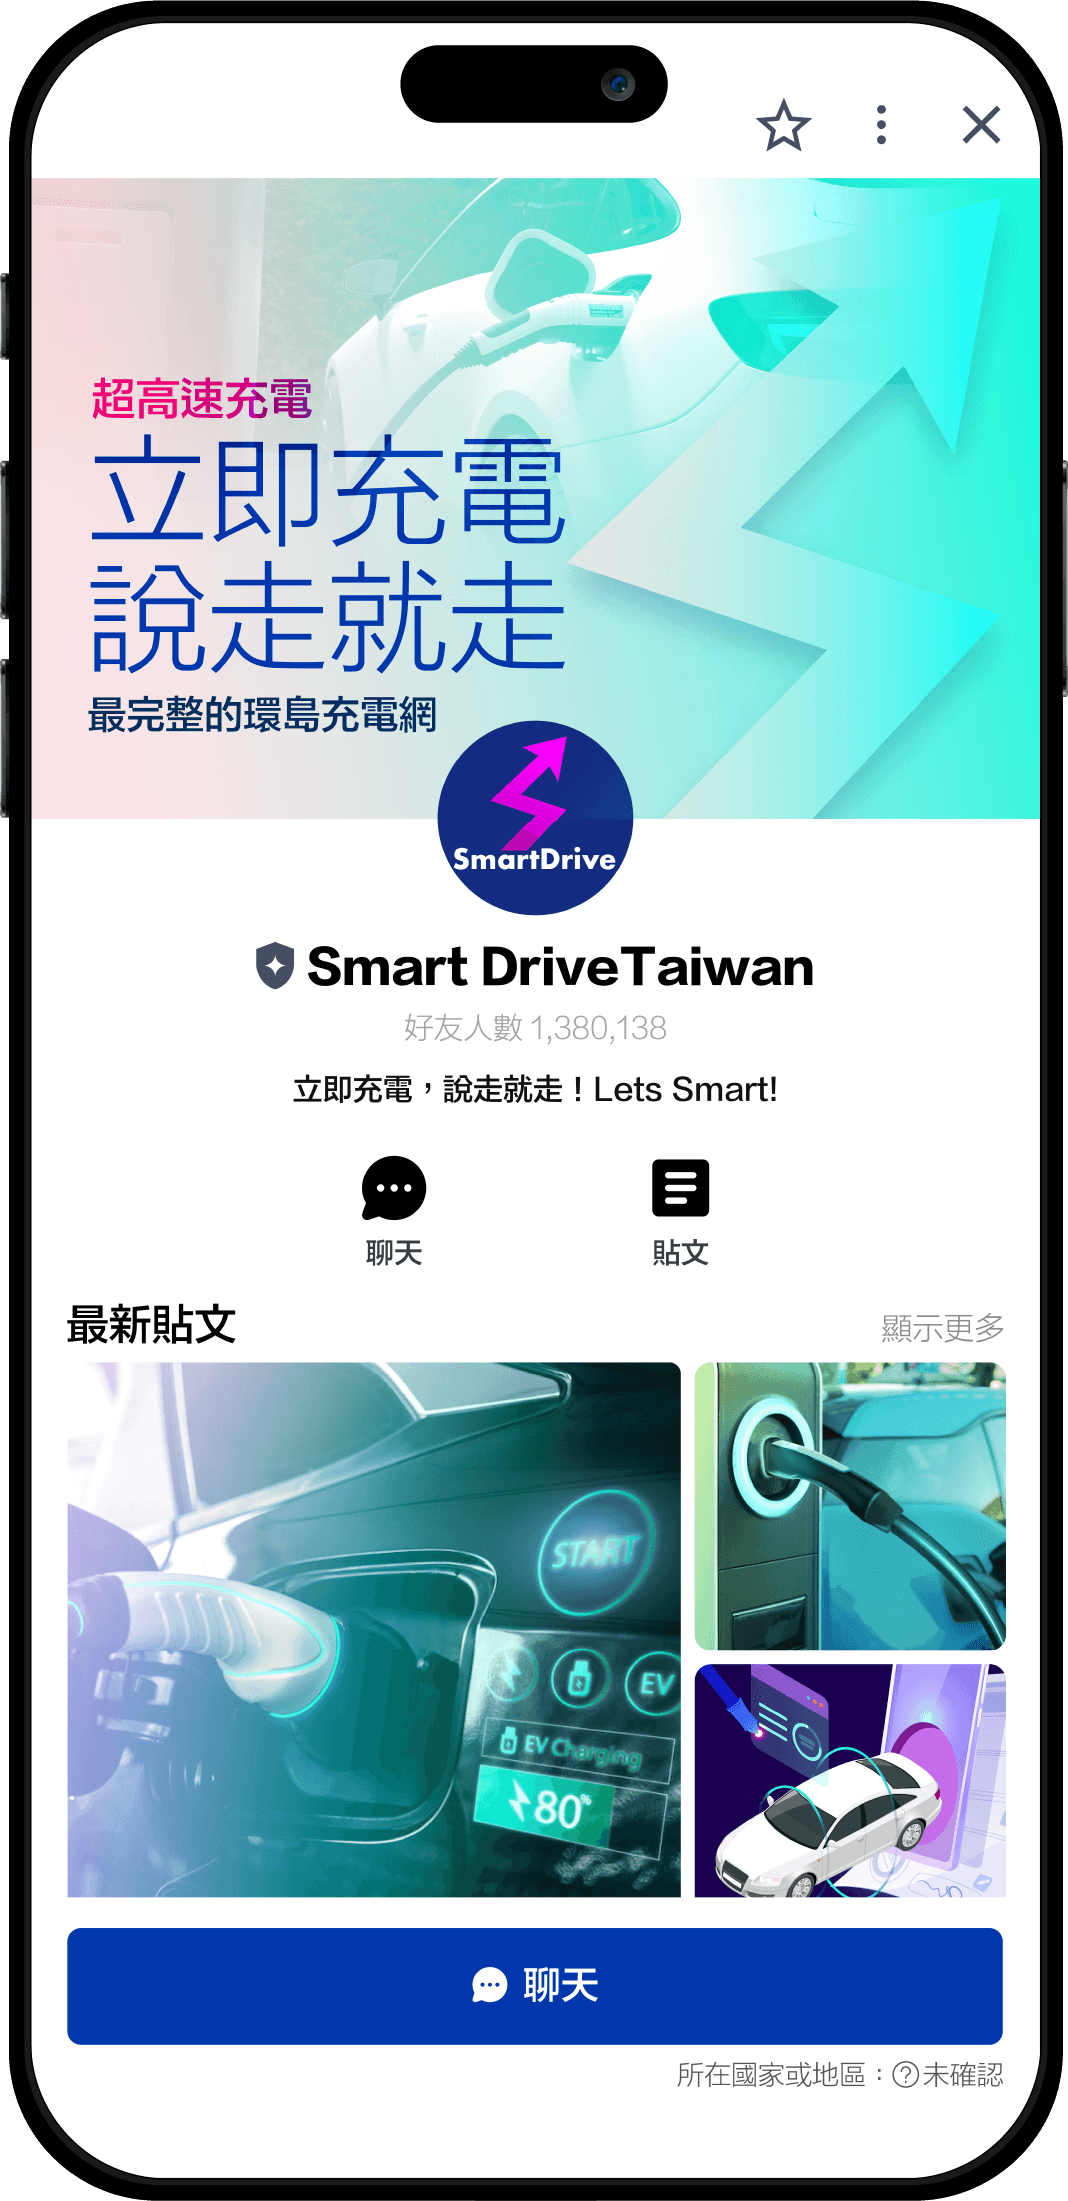 超高速充電
立即充電
說走就走
最完整的環島充電網
SmartDrive
Smart DriveTaiwan
好友人數 1,380,138
立即充電，說走就走！Lets Smart!
聊天
貼文
最新貼文
顯示更多
START
EV
EV Charging
80%
聊天
所在國家或地區：?未確認